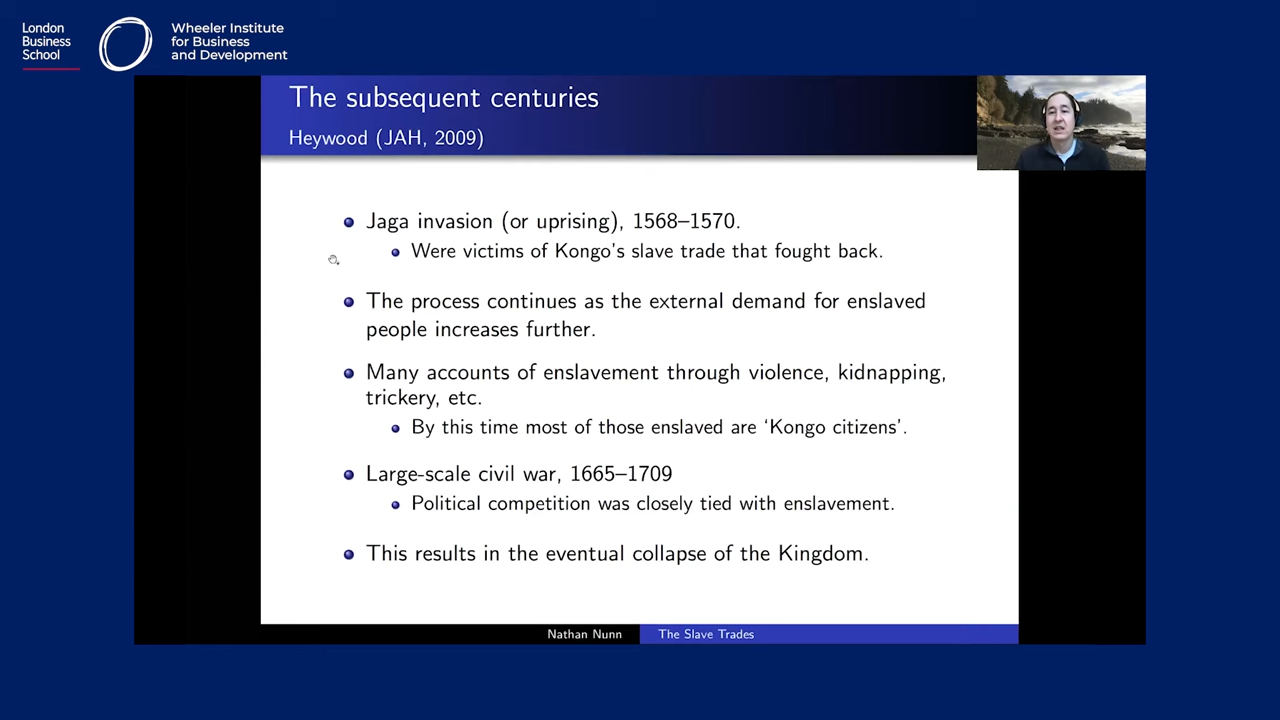 London
Business
School
Wheeler Institute
for Business
and Development
The subsequent centuries
Heywood (JAH, 2009)
Jaga invasion (or uprising), 1568–1570.
Were victims of Kongo's slave trade that fought back.
The process continues as the external demand for enslaved
people increases further.
Many accounts of enslavement through violence, kidnapping,
trickery, etc.
By this time most of those enslaved are ‘Kongo citizens’.
Large-scale civil war, 1665–1709
Political competition was closely tied with enslavement.
This results in the eventual collapse of the Kingdom.
Nathan Nunn
The Slave Trades